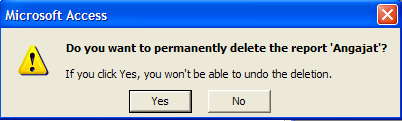 Microsoft Access
Do you want to permanently delete the report 'Angajat'?
If you click Yes, you won't be able to undo the deletion.
Yes No